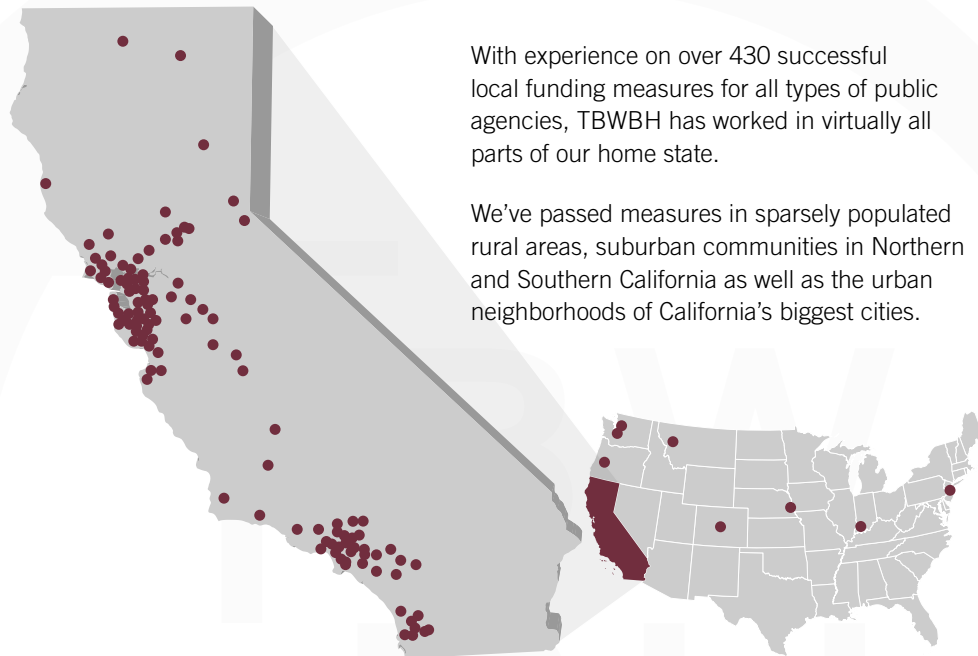 With experience on over 430 successful
local funding measures for all types of public
agencies, TBWBH has worked in virtually all
parts of our home state.
We’ve passed measures in sparsely populated
rural areas, suburban communities in Northern
and Southern California as well as the urban
neighborhoods of California’s biggest cities.